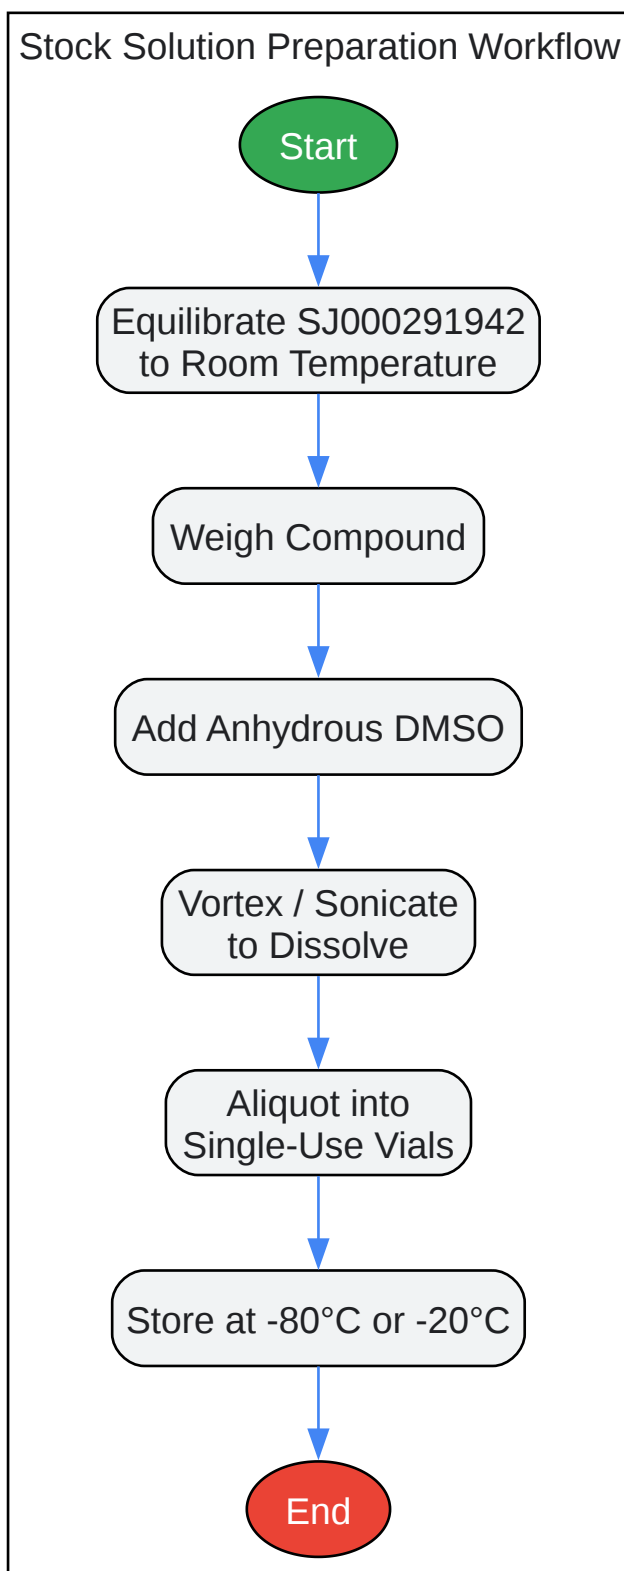 Stock Solution Preparation Workflow
Start
Equilibrate SJ000291942
to Room Temperature
Weigh Compound
Add Anhydrous DMSO
Vortex / Sonicate
to Dissolve
Aliquot into
Single-Use Vials
Store at -80°C or -20°C
End